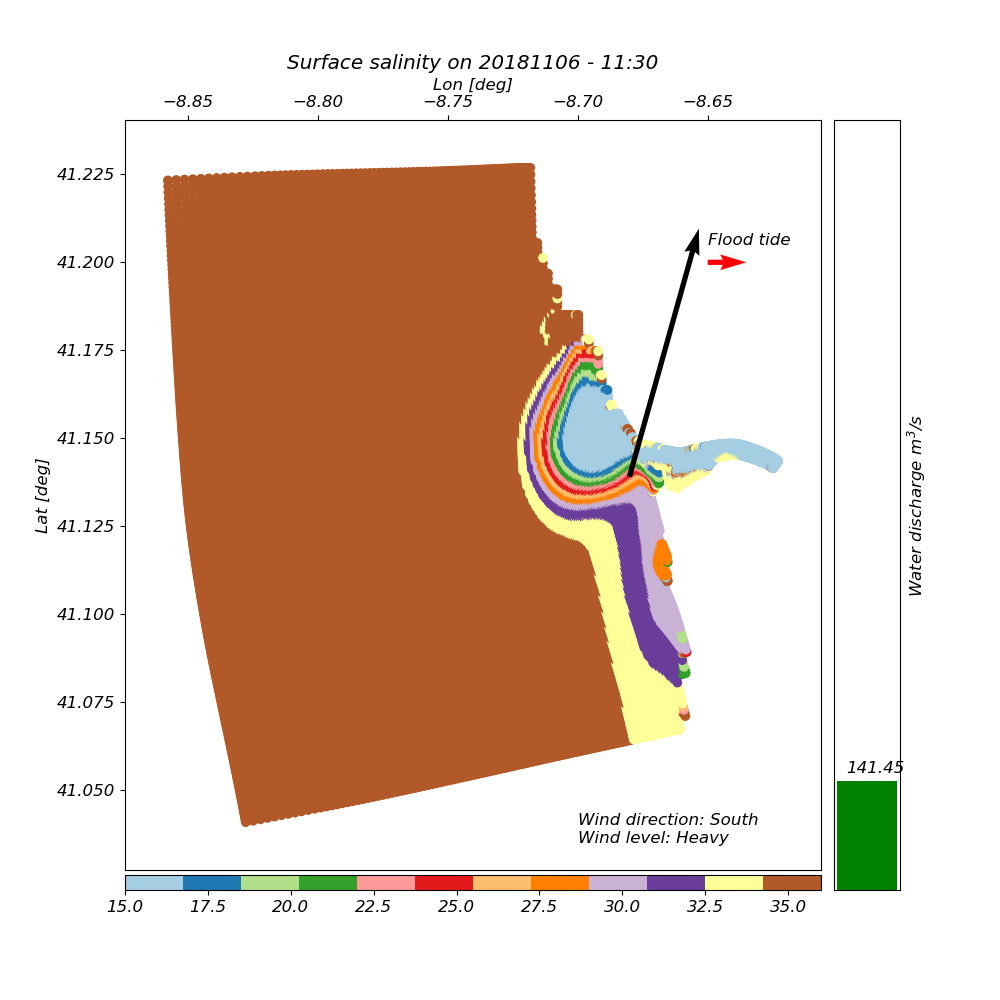 Surface salinity on 20181106 - 11:30
Lon [deg]
−8.85 −8.80 −8.75 −8.70 −8.65
41.225
41.200
41.175
41.150
41.125
41.100
41.075
41.050
Lat [deg]
Flood tide
Wind direction: South
Wind level: Heavy
141.45
Water discharge m³/s
15.0 17.5 20.0 22.5 25.0 27.5 30.0 32.5 35.0